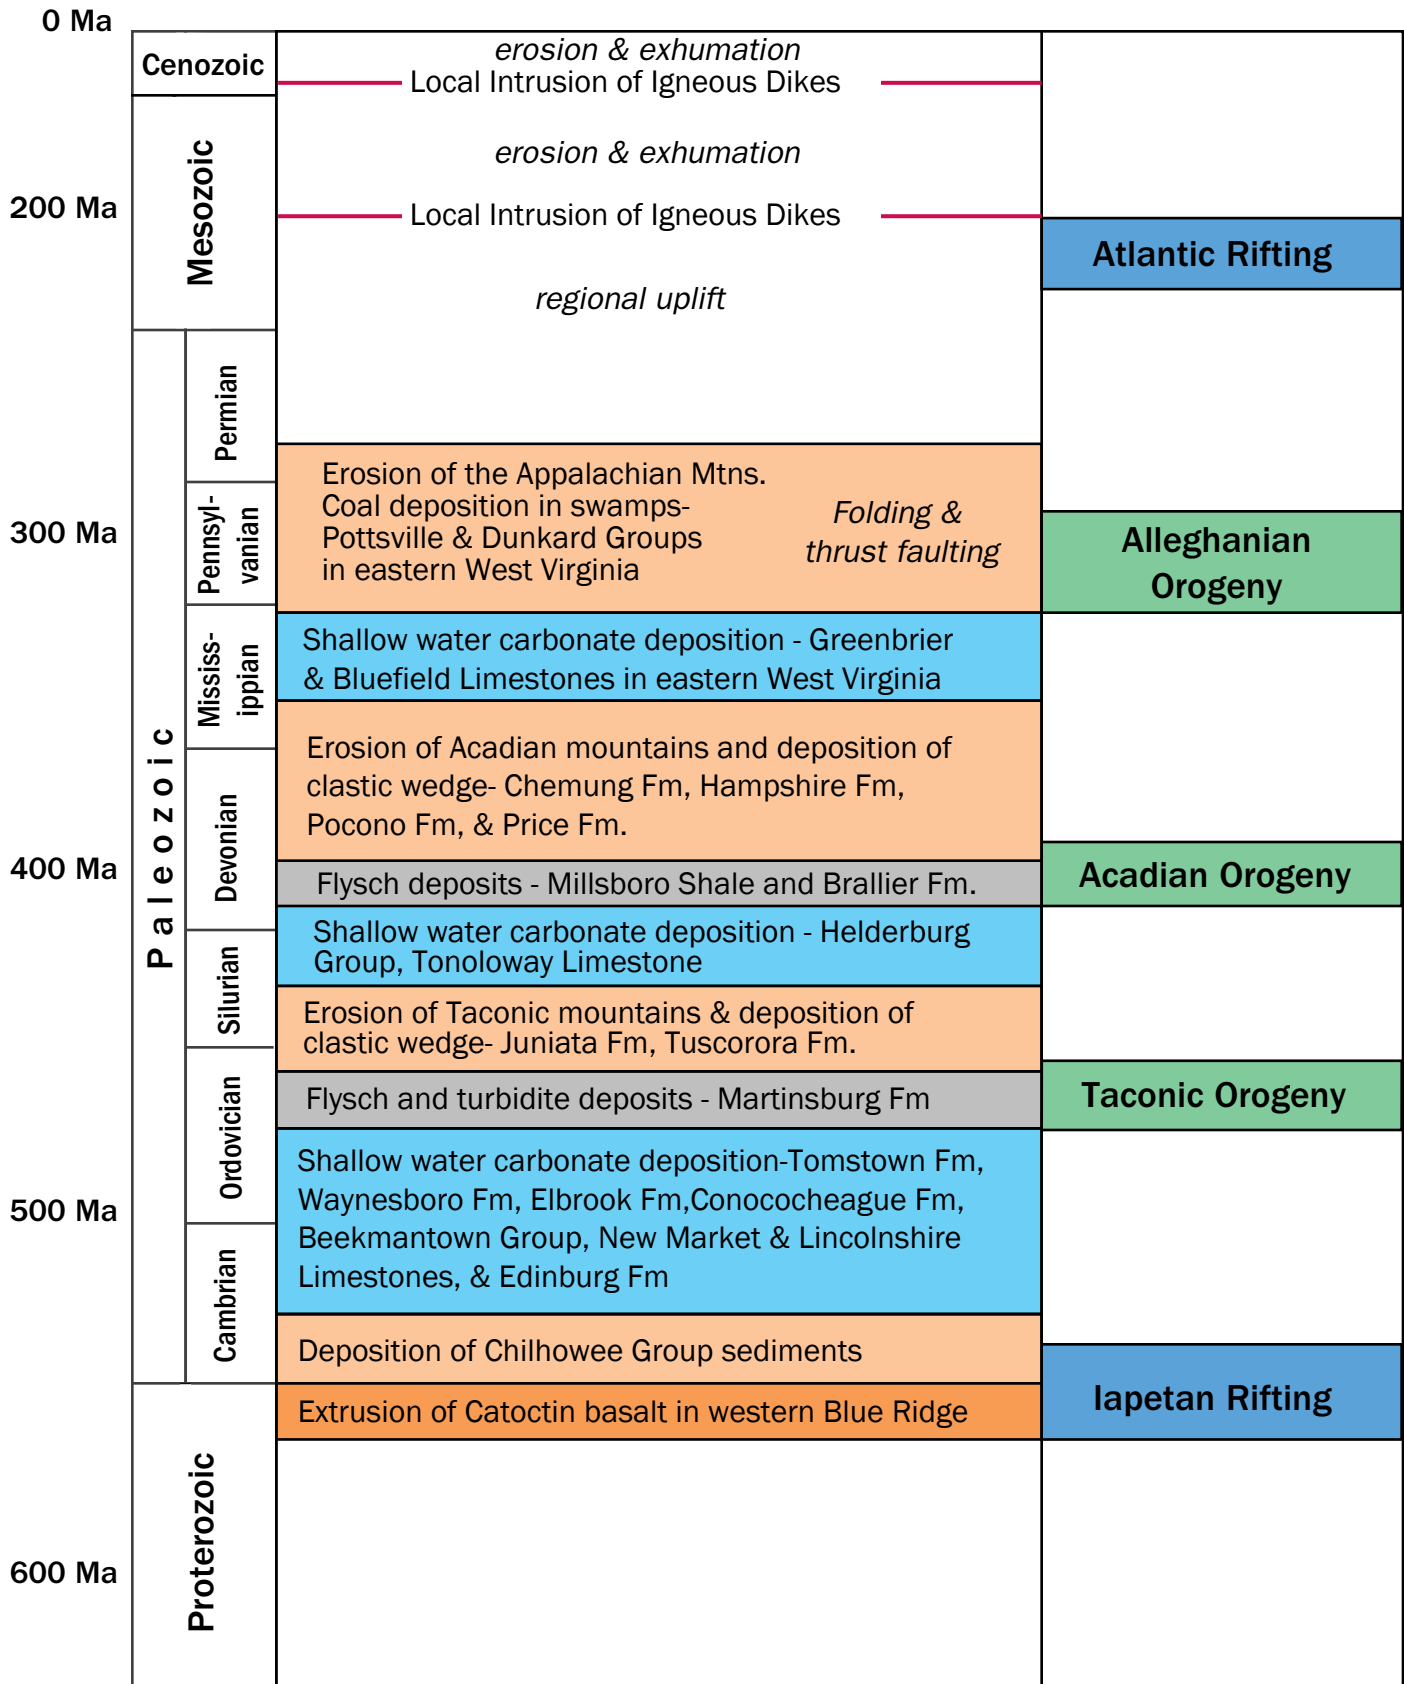 0 Ma
200 Ma
300 Ma
400 Ma
500 Ma
600 Ma
Cenozoic
Mesozoic
Paleozoic
Permian
Pennsyl-
vanian
Mississ-
ippian
Devonian
Silurian
Ordovician
Cambrian
Proterozoic
erosion & exhumation
Local Intrusion of Igneous Dikes
erosion & exhumation
Local Intrusion of Igneous Dikes
regional uplift
Erosion of the Appalachian Mtns.
Coal deposition in swamps-
Pottsville & Dunkard Groups
in eastern West Virginia
Folding &
thrust faulting
Shallow water carbonate deposition - Greenbrier
& Bluefield Limestones in eastern West Virginia
Erosion of Acadian mountains and deposition of
clastic wedge- Chemung Fm, Hampshire Fm,
Pocono Fm, & Price Fm.
Flysch deposits - Millsboro Shale and Brallier Fm.
Shallow water carbonate deposition - Helderburg
Group, Tonoloway Limestone
Erosion of Taconic mountains & deposition of
clastic wedge- Juniata Fm, Tuscorora Fm.
Flysch and turbidite deposits - Martinsburg Fm
Shallow water carbonate deposition-Tomstown Fm,
Waynesboro Fm, Elbrook Fm,Conococheague Fm,
Beekmantown Group, New Market & Lincolnshire
Limestones, & Edinburg Fm
Deposition of Chilhowee Group sediments
Extrusion of Catoctin basalt in western Blue Ridge
Atlantic Rifting
Alleghanian
Orogeny
Acadian Orogeny
Taconic Orogeny
Iapetan Rifting